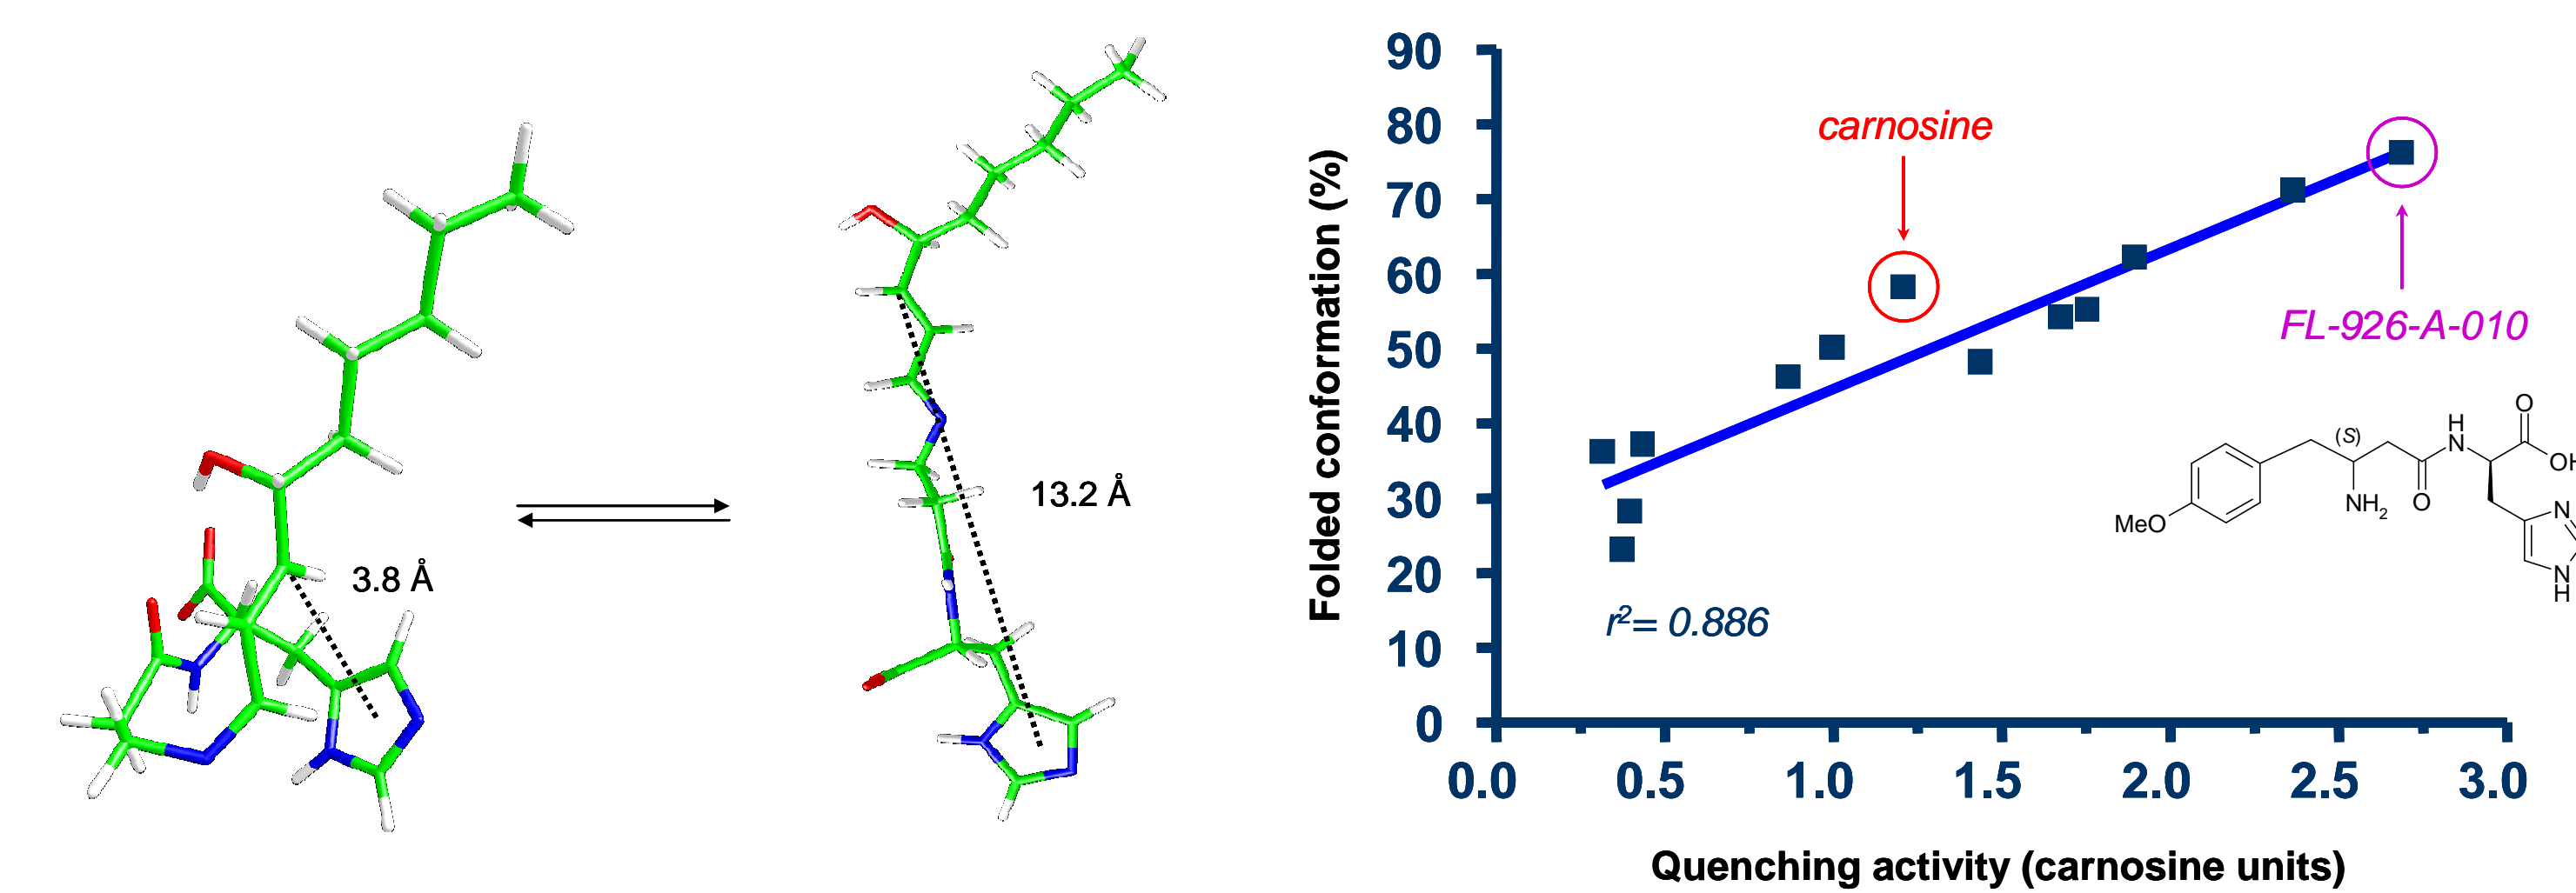 3.8 Å
13.2 Å
Folded conformation (%)
90
80
70
60
50
40
30
20
10
0
carnosine
FL-926-A-010
r²= 0.886
0.0 0.5 1.0 1.5 2.0 2.5 3.0
Quenching activity (carnosine units)
MeO
(S)
NH₂
O
H
N
O
OH
N
N
H